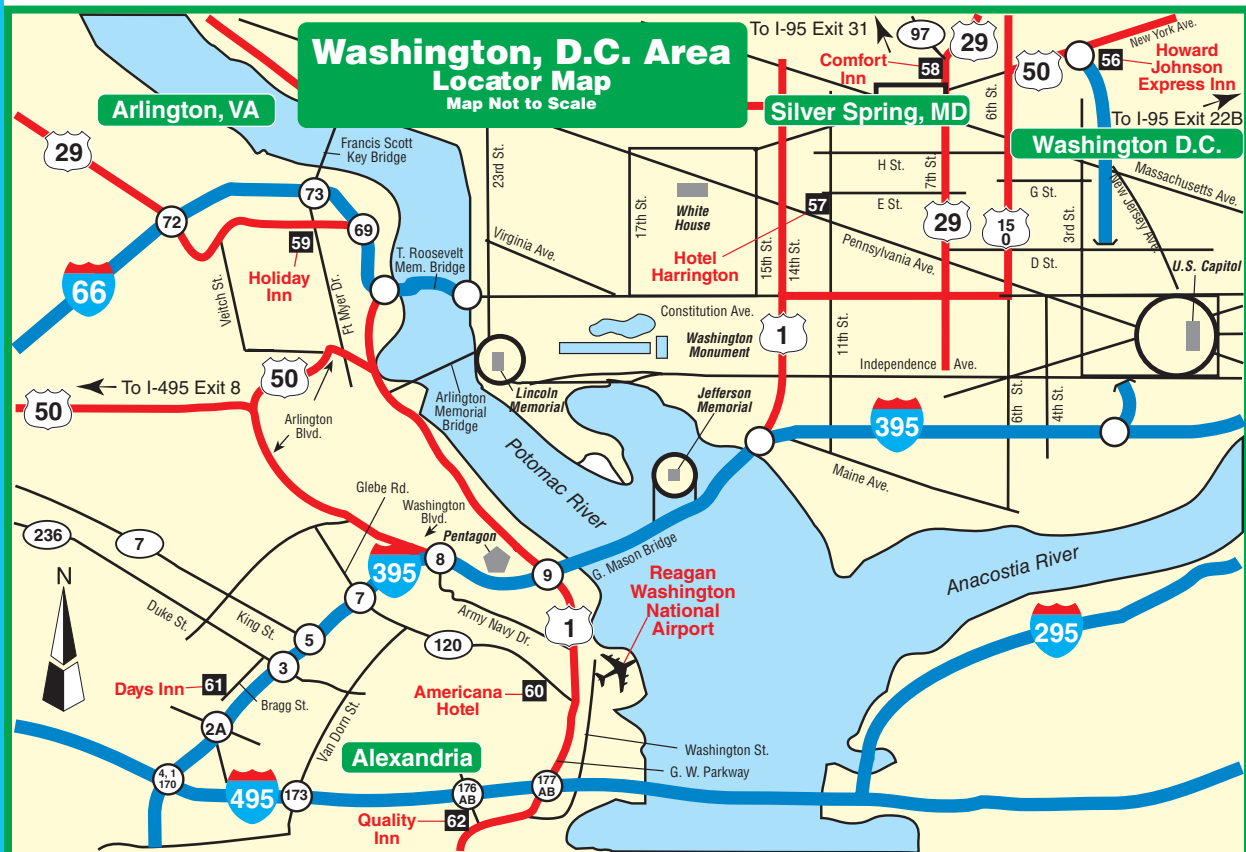 Washington, D.C. Area
Locator Map
Map Not to Scale
To I-95 Exit 31
97
29
Comfort
Inn
58
50
New York Ave.
56
Howard
Johnson
Express Inn
To I-95 Exit 22B
Arlington, VA
Silver Spring, MD
Washington D.C.
6th St.
29
Francis Scott
Key Bridge
23rd St.
H St.
7th St.
G St.
Massachusetts Ave.
New Jersey Ave.
3rd St.
72
73
69
59
Holiday
Inn
17th St.
White
House
57
E St.
29
15
0
Hotel
Harrington
15th St.
14th St.
Pennsylvania Ave.
D St.
U.S. Capitol
Virginia Ave.
T. Roosevelt
Mem. Bridge
66
Veitch St.
Ft Myer Dr.
Constitution Ave.
Washington
Monument
1
11th St.
Independence Ave.
50
To I-495 Exit 8
50
Arlington
Blvd.
Arlington
Memorial
Bridge
Lincoln
Memorial
Jefferson
Memorial
6th St.
4th St.
395
Potomac River
Maine Ave.
Glebe Rd.
Washington
Blvd.
Pentagon
236
7
395
8
9
G. Mason Bridge
Anacostia River
N
Duke St.
King St.
7
5
3
Army Navy Dr.
1
Reagan
Washington
National
Airport
295
120
Days Inn
61
Bragg St.
Americana
Hotel
60
2A
Van Dorn St.
Washington St.
G. W. Parkway
Alexandria
4, 1
170
495
173
176
AB
177
AB
Quality
Inn
62